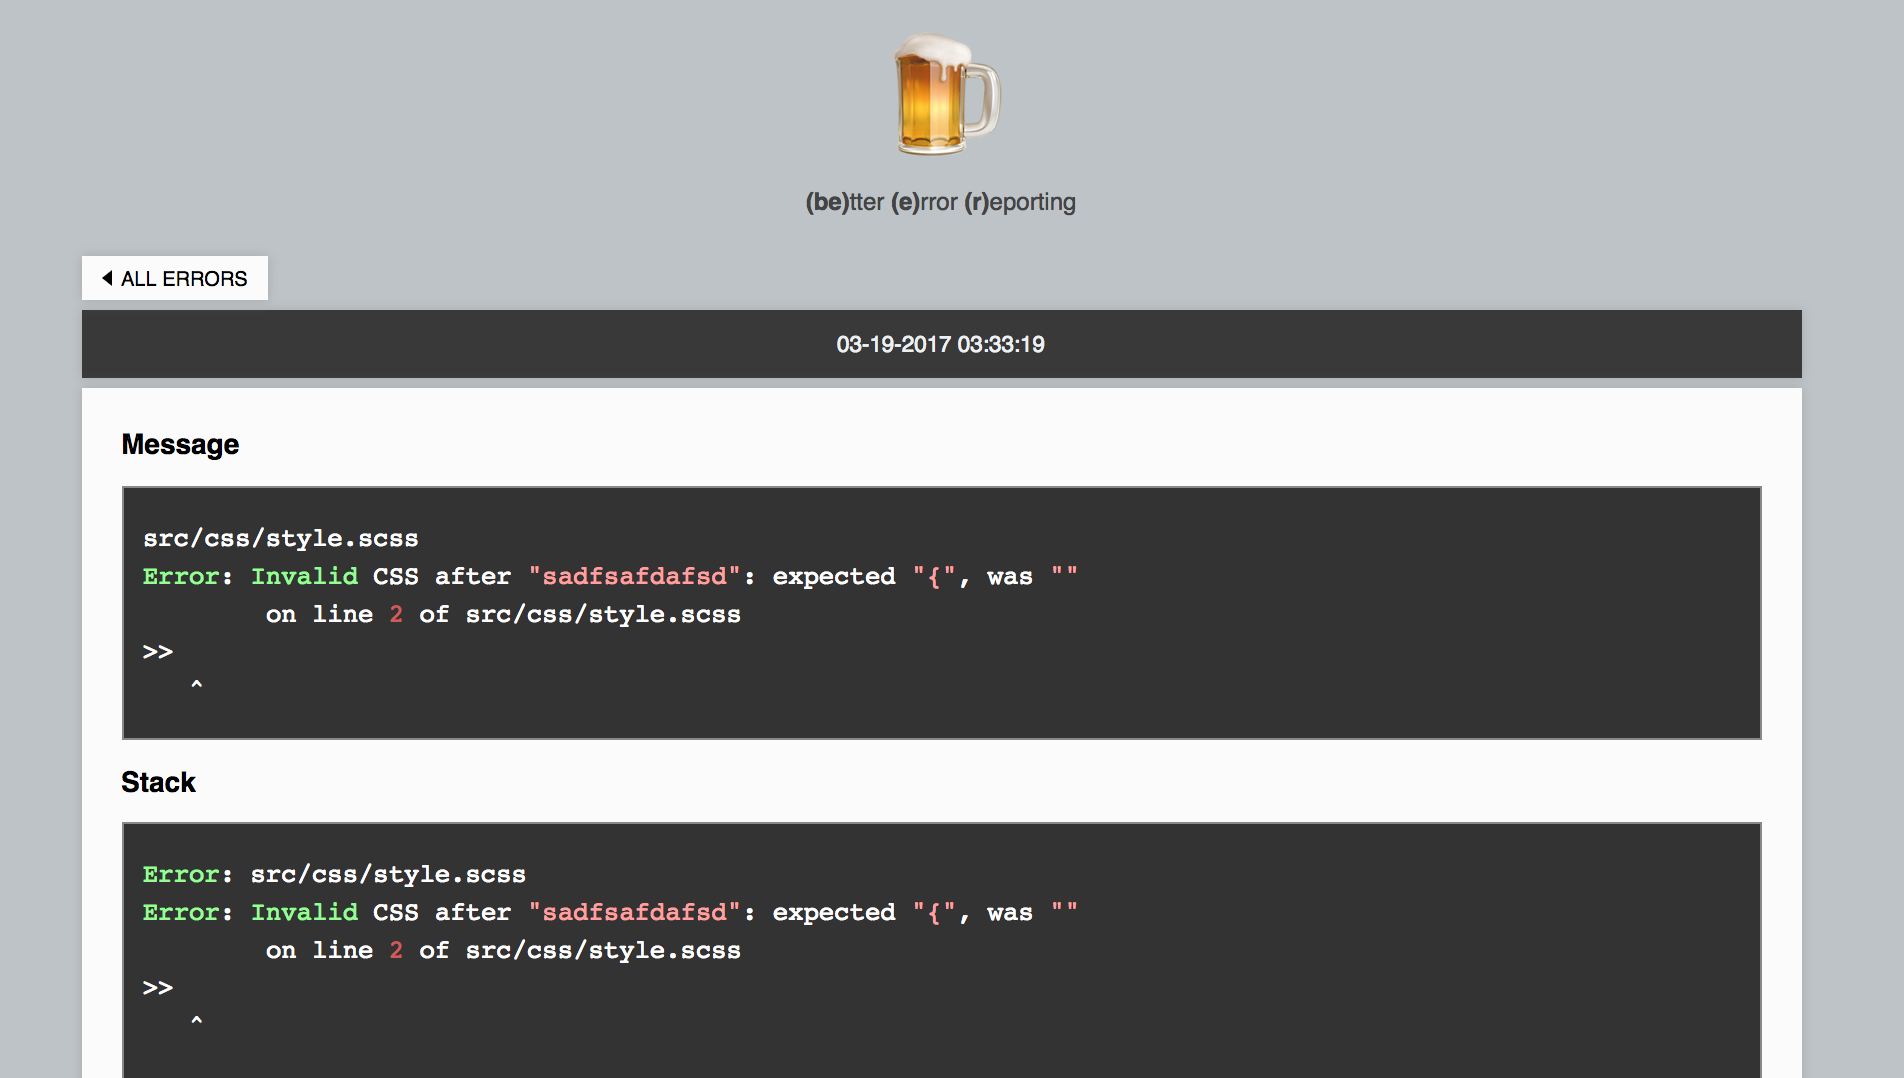 (be)tter (e)rror (r)eporting
ALL ERRORS
03-19-2017 03:33:19
Message
src/css/style.scss
Error: Invalid CSS after "sadfsafdafsd": expected "{", was ""
        on line 2 of src/css/style.scss
>>
   ^
Stack
Error: src/css/style.scss
Error: Invalid CSS after "sadfsafdafsd": expected "{", was ""
        on line 2 of src/css/style.scss
>>
   ^